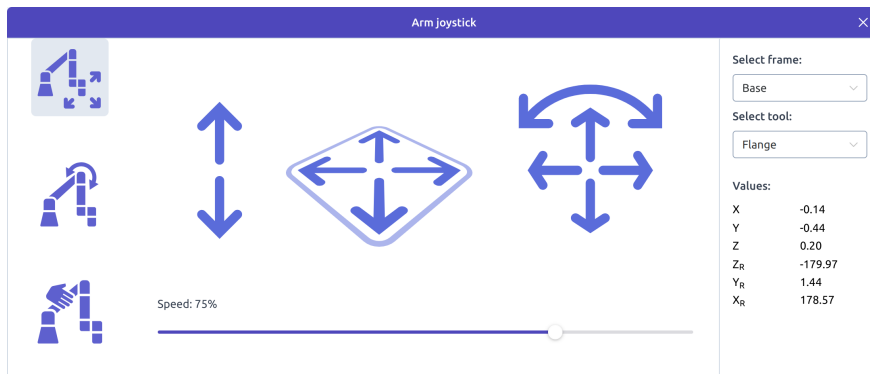 Arm joystick
Select frame:
Base
Select tool:
Flange
Values:
X -0.14
Y -0.44
Z 0.20
ZR -179.97
YR 1.44
XR 178.57
Speed: 75%